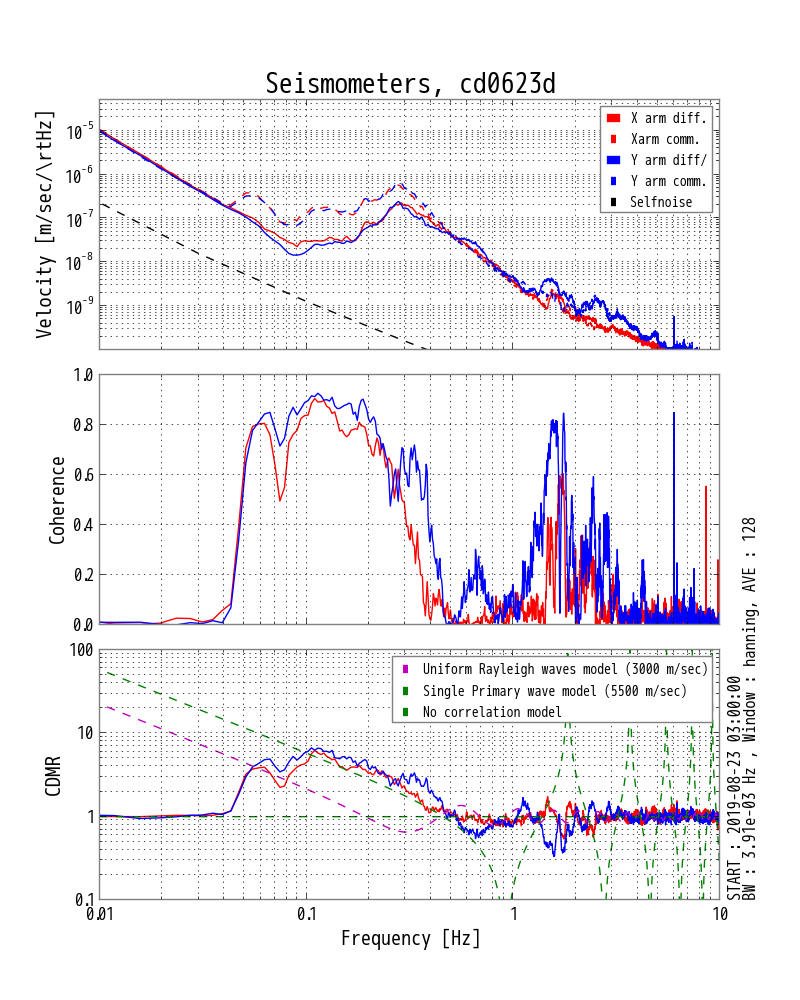 Seismometers, cd0623d
Velocity [m/sec/\rtHz]
10-5
10-6
10-7
10-8
10-9
X arm diff.
Xarm comm.
Y arm diff/
Y arm comm.
Selfnoise
Coherence
1.0
0.8
0.6
0.4
0.2
0.0
CDMR
100
10
1
0.1
Uniform Rayleigh waves model (3000 m/sec)
Single Primary wave model (5500 m/sec)
No correlation model
0.01
0.1
1
10
Frequency [Hz]
START : 2019-08-23 03:00:00
BW : 3.91e-03 Hz , Window : hanning, AVE : 128